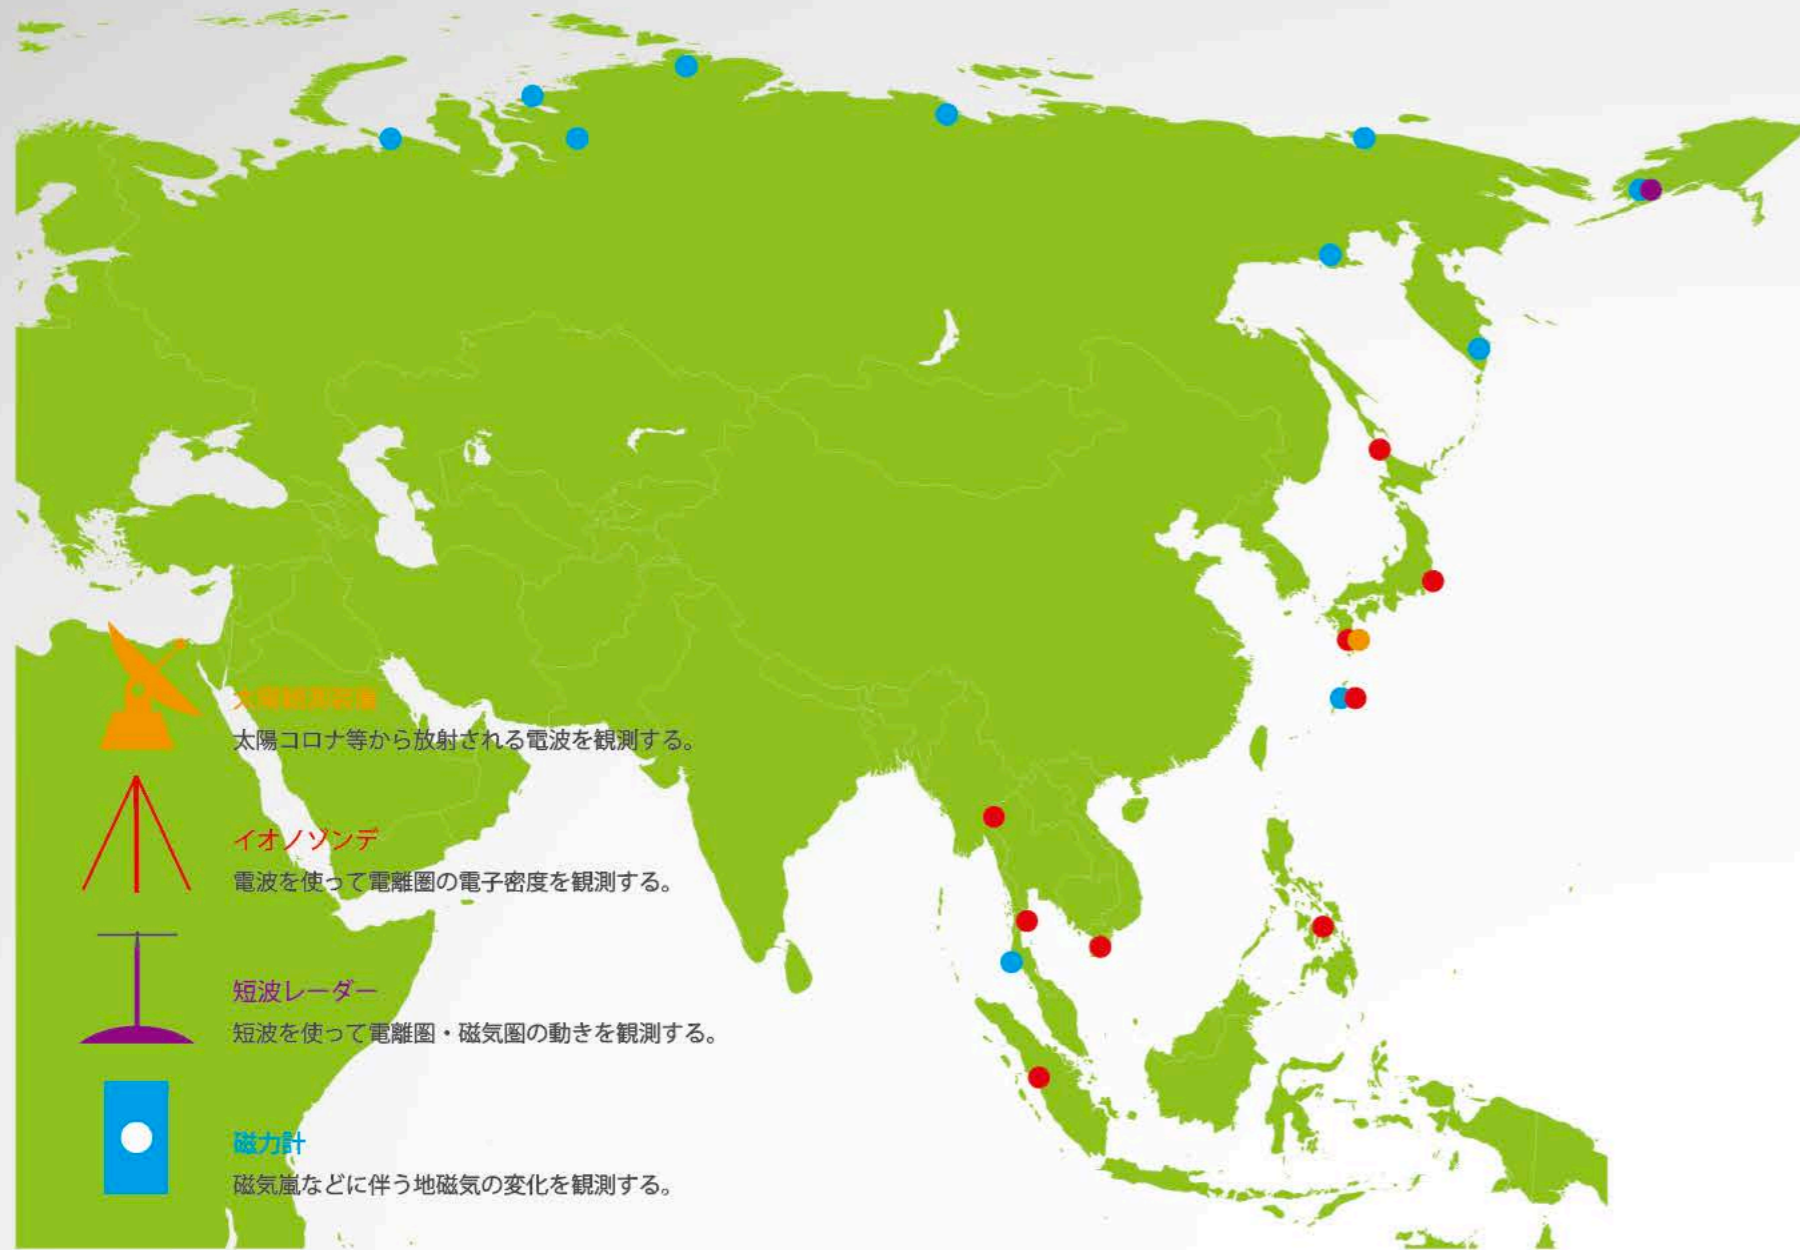 太陽コロナ等から放射される電波を観測する。
イオノゾンデ
電波を使って電離圏の電子密度を観測する。
短波レーダー
短波を使って電離圏・磁気圏の動きを観測する。
磁力計
磁気嵐などに伴う地磁気の変化を観測する。